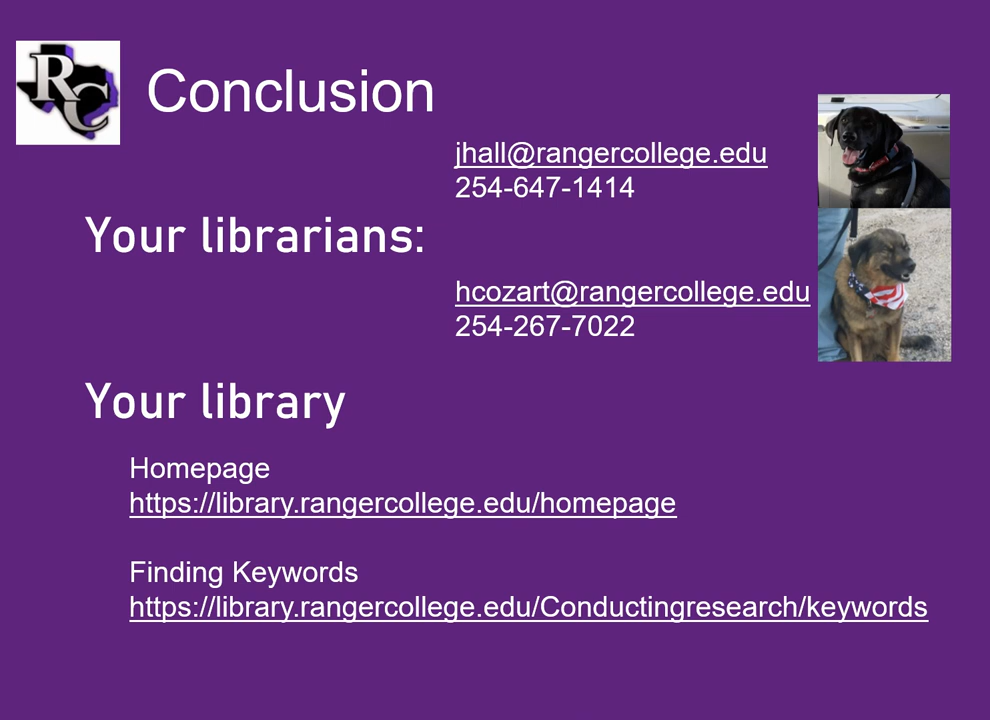 RC
Conclusion
jhall@rangercollege.edu
254-647-1414
Your librarians:
hcozart@rangercollege.edu
254-267-7022
Your library
Homepage
https://library.rangercollege.edu/homepage
Finding Keywords
https://library.rangercollege.edu/Conductingresearch/keywords